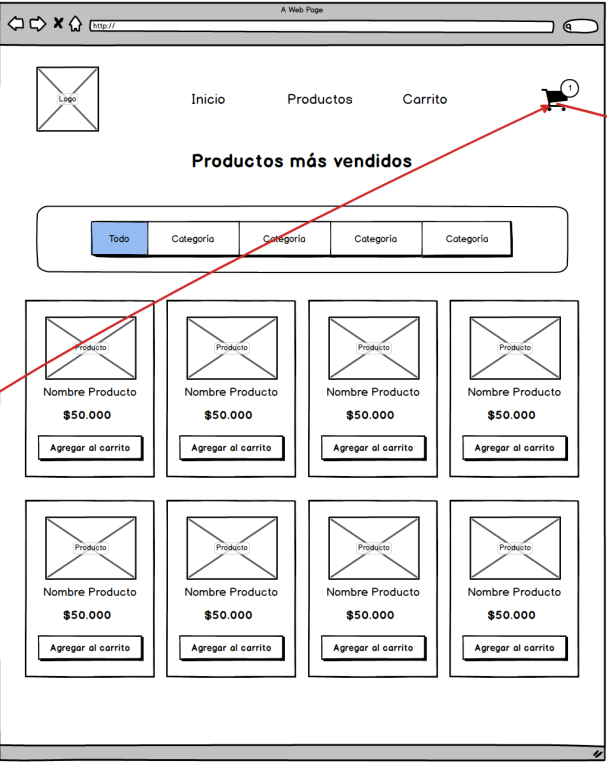 A Web Page
http://
Logo
Inicio Productos Carrito
1
Productos más vendidos
Todo Categoría Categoría Categoría Categoría
Producto Producto Producto Producto
Nombre Producto Nombre Producto Nombre Producto Nombre Producto
$50.000 $50.000 $50.000 $50.000
Agregar al carrito Agregar al carrito Agregar al carrito Agregar al carrito
Producto Producto Producto Producto
Nombre Producto Nombre Producto Nombre Producto Nombre Producto
$50.000 $50.000 $50.000 $50.000
Agregar al carrito Agregar al carrito Agregar al carrito Agregar al carrito